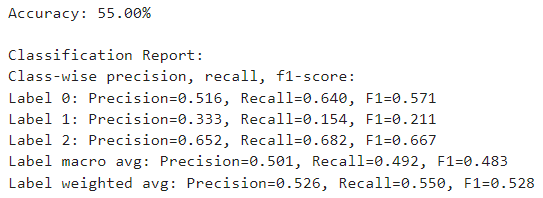 Accuracy: 55.00%
Classification Report:
Class-wise precision, recall, f1-score:
Label 0: Precision=0.516, Recall=0.640, F1=0.571
Label 1: Precision=0.333, Recall=0.154, F1=0.211
Label 2: Precision=0.652, Recall=0.682, F1=0.667
Label macro avg: Precision=0.501, Recall=0.492, F1=0.483
Label weighted avg: Precision=0.526, Recall=0.550, F1=0.528